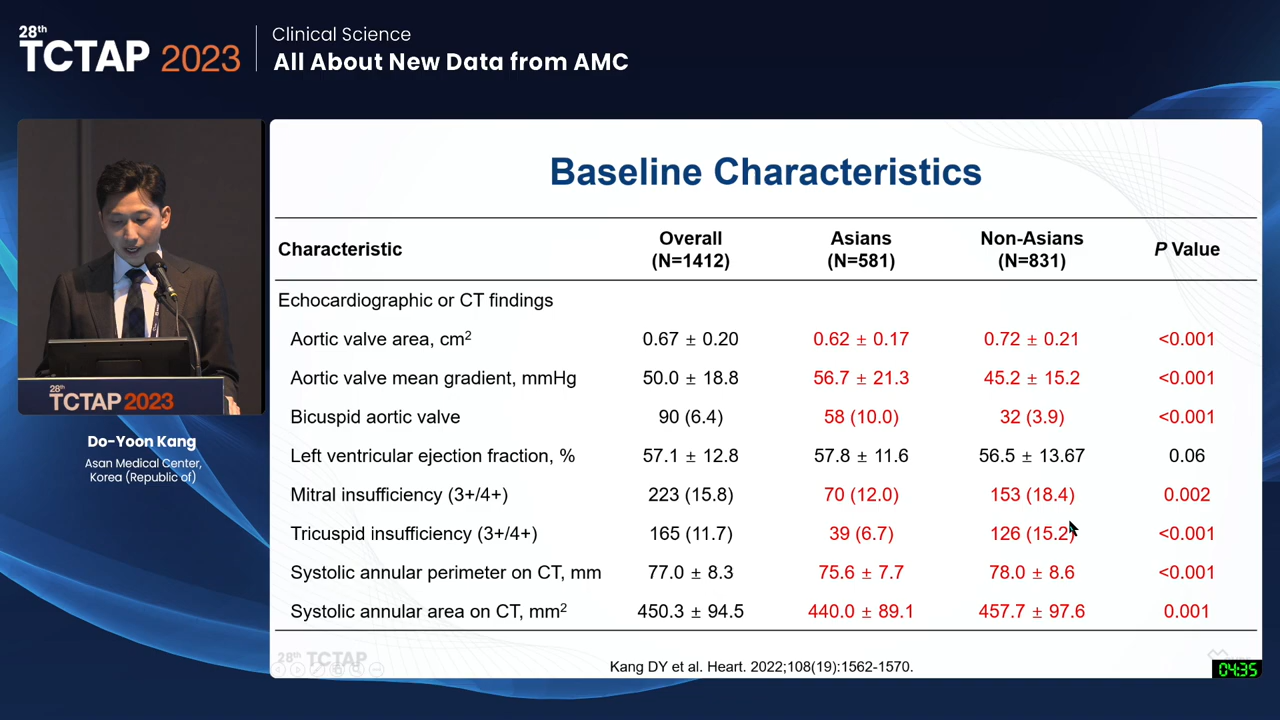 28th
TCTAP 2023
Clinical Science
All About New Data from AMC
28th
TCTAP 2023
Do-Yoon Kang
Asan Medical Center,
Korea (Republic of)
Baseline Characteristics
Characteristic Overall (N=1412) Asians (N=581) Non-Asians (N=831) P Value
Echocardiographic or CT findings
Aortic valve area, cm² 0.67 ± 0.20 0.62 ± 0.17 0.72 ± 0.21 <0.001
Aortic valve mean gradient, mmHg 50.0 ± 18.8 56.7 ± 21.3 45.2 ± 15.2 <0.001
Bicuspid aortic valve 90 (6.4) 58 (10.0) 32 (3.9) <0.001
Left ventricular ejection fraction, % 57.1 ± 12.8 57.8 ± 11.6 56.5 ± 13.67 0.06
Mitral insufficiency (3+/4+) 223 (15.8) 70 (12.0) 153 (18.4) 0.002
Tricuspid insufficiency (3+/4+) 165 (11.7) 39 (6.7) 126 (15.2) <0.001
Systolic annular perimeter on CT, mm 77.0 ± 8.3 75.6 ± 7.7 78.0 ± 8.6 <0.001
Systolic annular area on CT, mm² 450.3 ± 94.5 440.0 ± 89.1 457.7 ± 97.6 0.001
28th TCTAP
Kang DY et al. Heart. 2022;108(19):1562-1570.
04:35